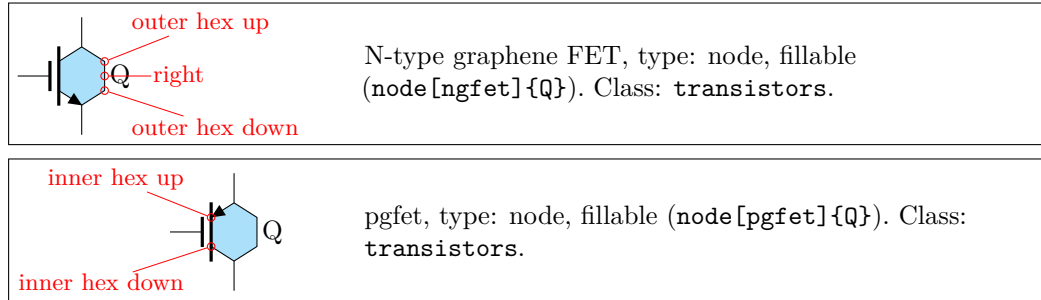 outer hex up
Q
right
outer hex down
N-type graphene FET, type: node, fillable
(node[ngfet]{Q}). Class: transistors.
inner hex up
Q
inner hex down
pgfet, type: node, fillable (node[pgfet]{Q}). Class:
transistors.